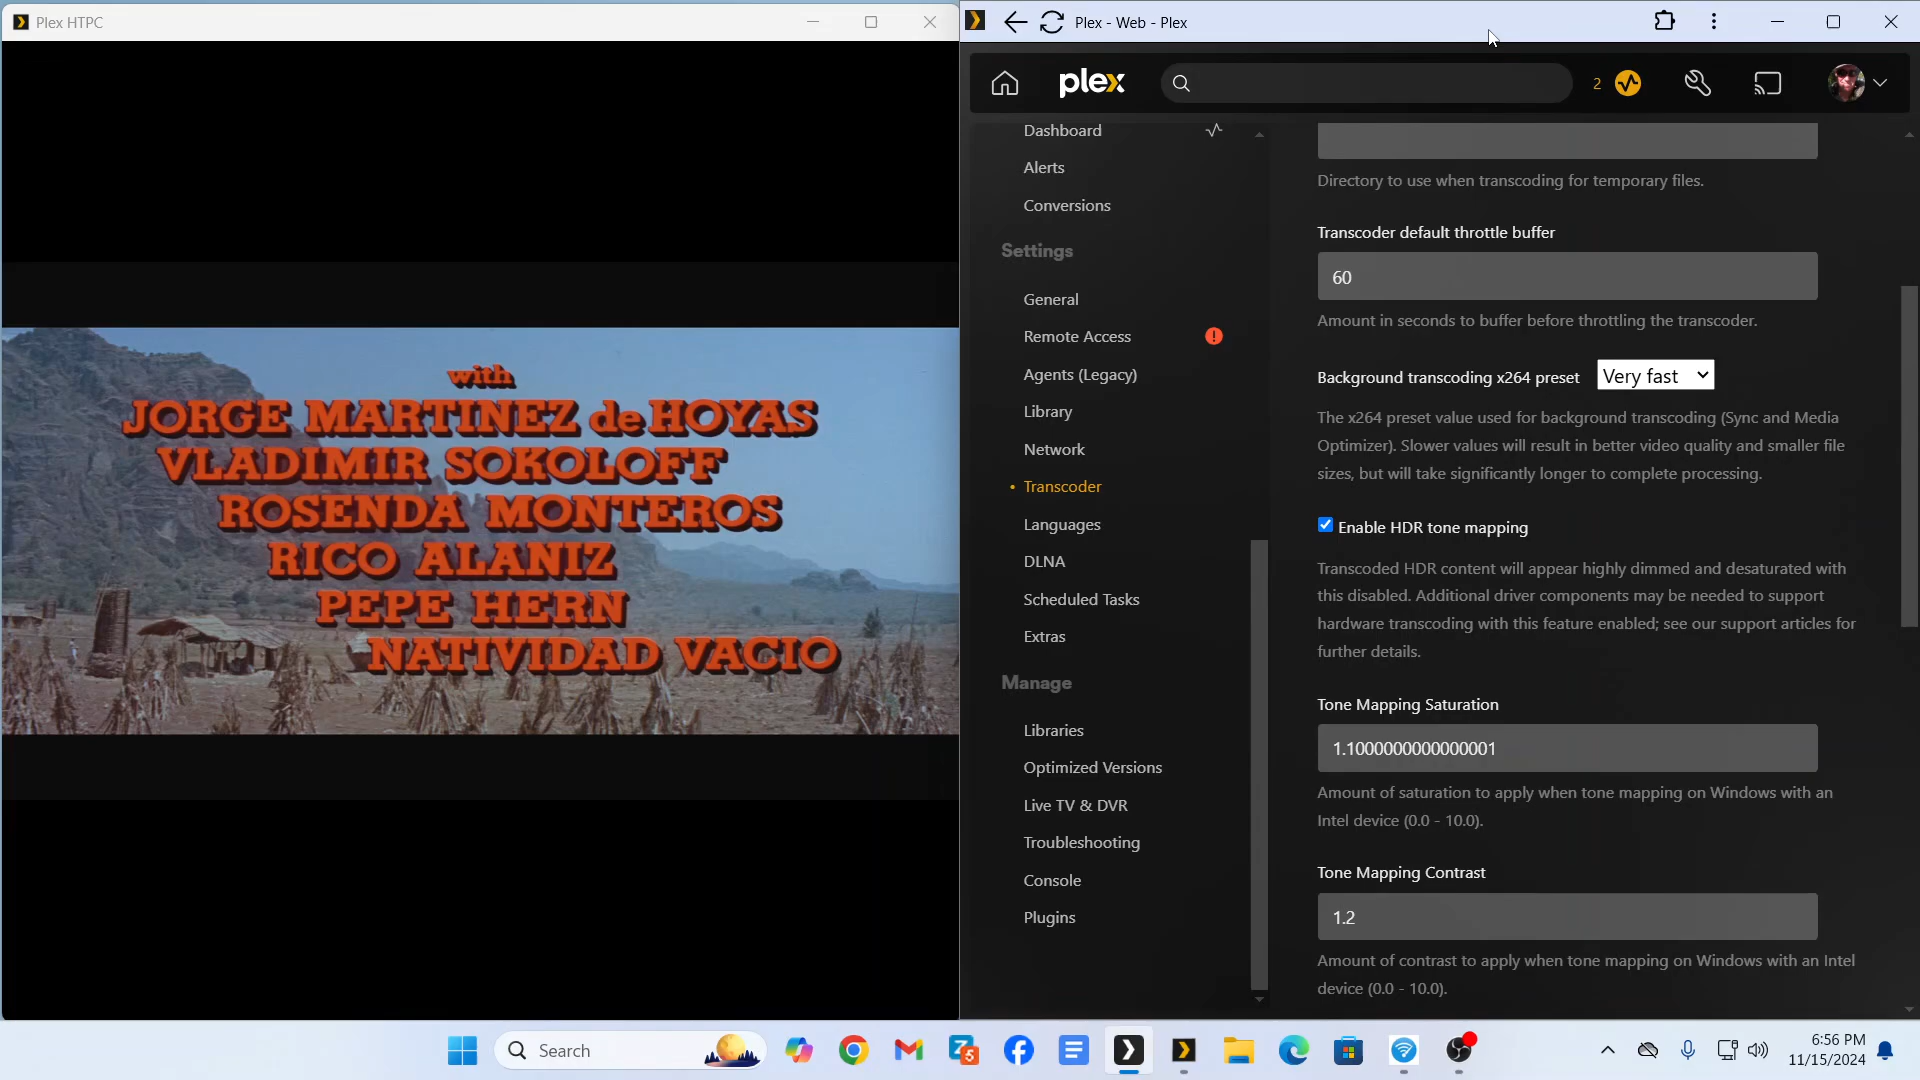 Plex HTPC
with
JORGE MARTINEZ de HOYAS
VLADIMIR SOKOLOFF
ROSENDA MONTEROS
RICO ALANIZ
PEPE HERN
NATIVIDAD VACIO
Plex - Web - Plex
plex
2
Dashboard
Alerts
Conversions
Settings
General
Remote Access
!
Agents (Legacy)
Library
Network
Transcoder
Languages
DLNA
Scheduled Tasks
Extras
Manage
Libraries
Optimized Versions
Live TV & DVR
Troubleshooting
Console
Plugins
Directory to use when transcoding for temporary files.
Transcoder default throttle buffer
60
Amount in seconds to buffer before throttling the transcoder.
Background transcoding x264 preset Very fast
The x264 preset value used for background transcoding (Sync and Media
Optimizer). Slower values will result in better video quality and smaller file
sizes, but will take significantly longer to complete processing.
Enable HDR tone mapping
Transcoded HDR content will appear highly dimmed and desaturated with
this disabled. Additional driver components may be needed to support
hardware transcoding with this feature enabled; see our support articles for
further details.
Tone Mapping Saturation
1.1000000000000001
Amount of saturation to apply when tone mapping on Windows with an
Intel device (0.0 - 10.0).
Tone Mapping Contrast
1.2
Amount of contrast to apply when tone mapping on Windows with an Intel
device (0.0 - 10.0).
Search
6:56 PM
11/15/2024